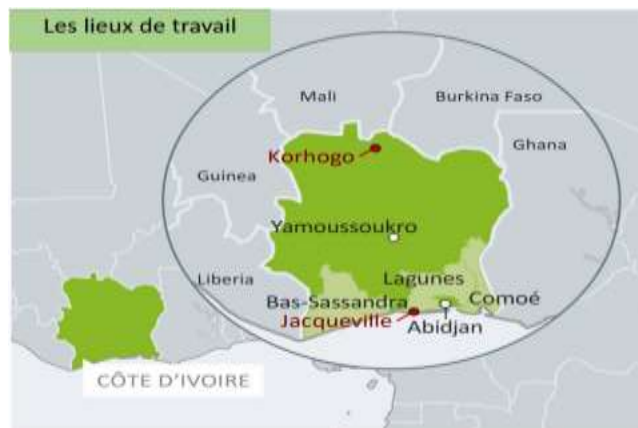 Les lieux de travail
Mali
Burkina Faso
Ghana
Korhogo
Guinea
Yamoussoukro
Liberia
Lagunes
Bas-Sassandra
Comoé
Jacqueville
Abidjan
CÔTE D'IVOIRE